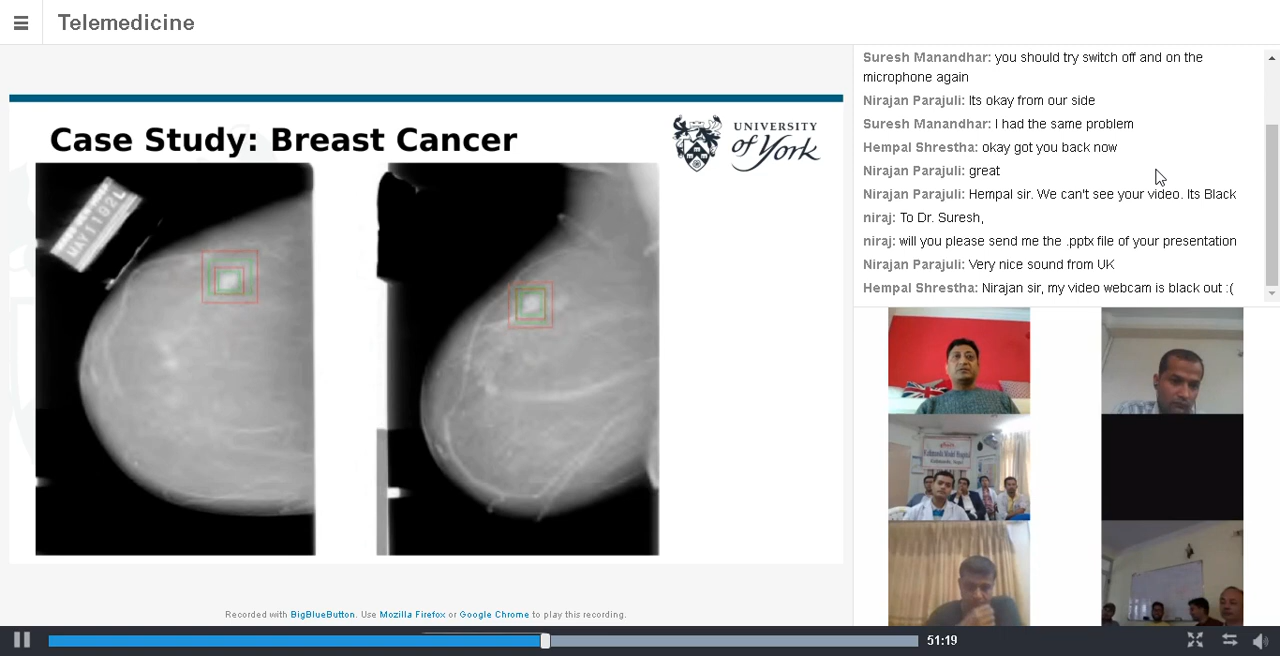 Telemedicine
Case Study: Breast Cancer
UNIVERSITY
of York
MAY1192L
Suresh Manandhar: you should try switch off and on the
microphone again
Nirajan Parajuli: Its okay from our side
Suresh Manandhar: I had the same problem
Hempal Shrestha: okay got you back now
Nirajan Parajuli: great
Nirajan Parajuli: Hempal sir. We can't see your video. Its Black
niraj: To Dr. Suresh,
niraj: will you please send me the .pptx file of your presentation
Nirajan Parajuli: Very nice sound from UK
Hempal Shrestha: Nirajan sir, my video webcam is black out :(
Kathmandu Model Hospital
Recorded with BigBlueButton. Use Mozilla Firefox or Google Chrome to play this recording.
51:19